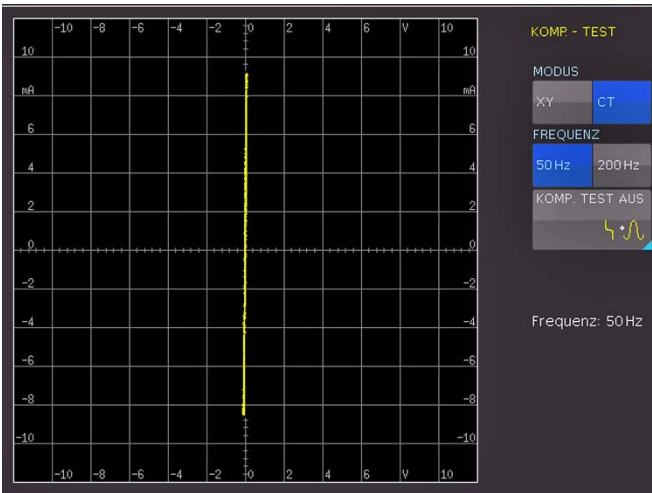 -10 -8 -6 -4 -2 0 2 4 6 V 10
10 10
mA mA
6 6
4 4
2 2
0 0
-2 -2
-4 -4
-6 -6
-8 -8
-10 -10
-10 -8 -6 -4 -2 0 2 4 6 V 10
KOMP. - TEST
MODUS
XY CT
FREQUENZ
50 Hz 200 Hz
KOMP. TEST AUS
Frequenz: 50 Hz